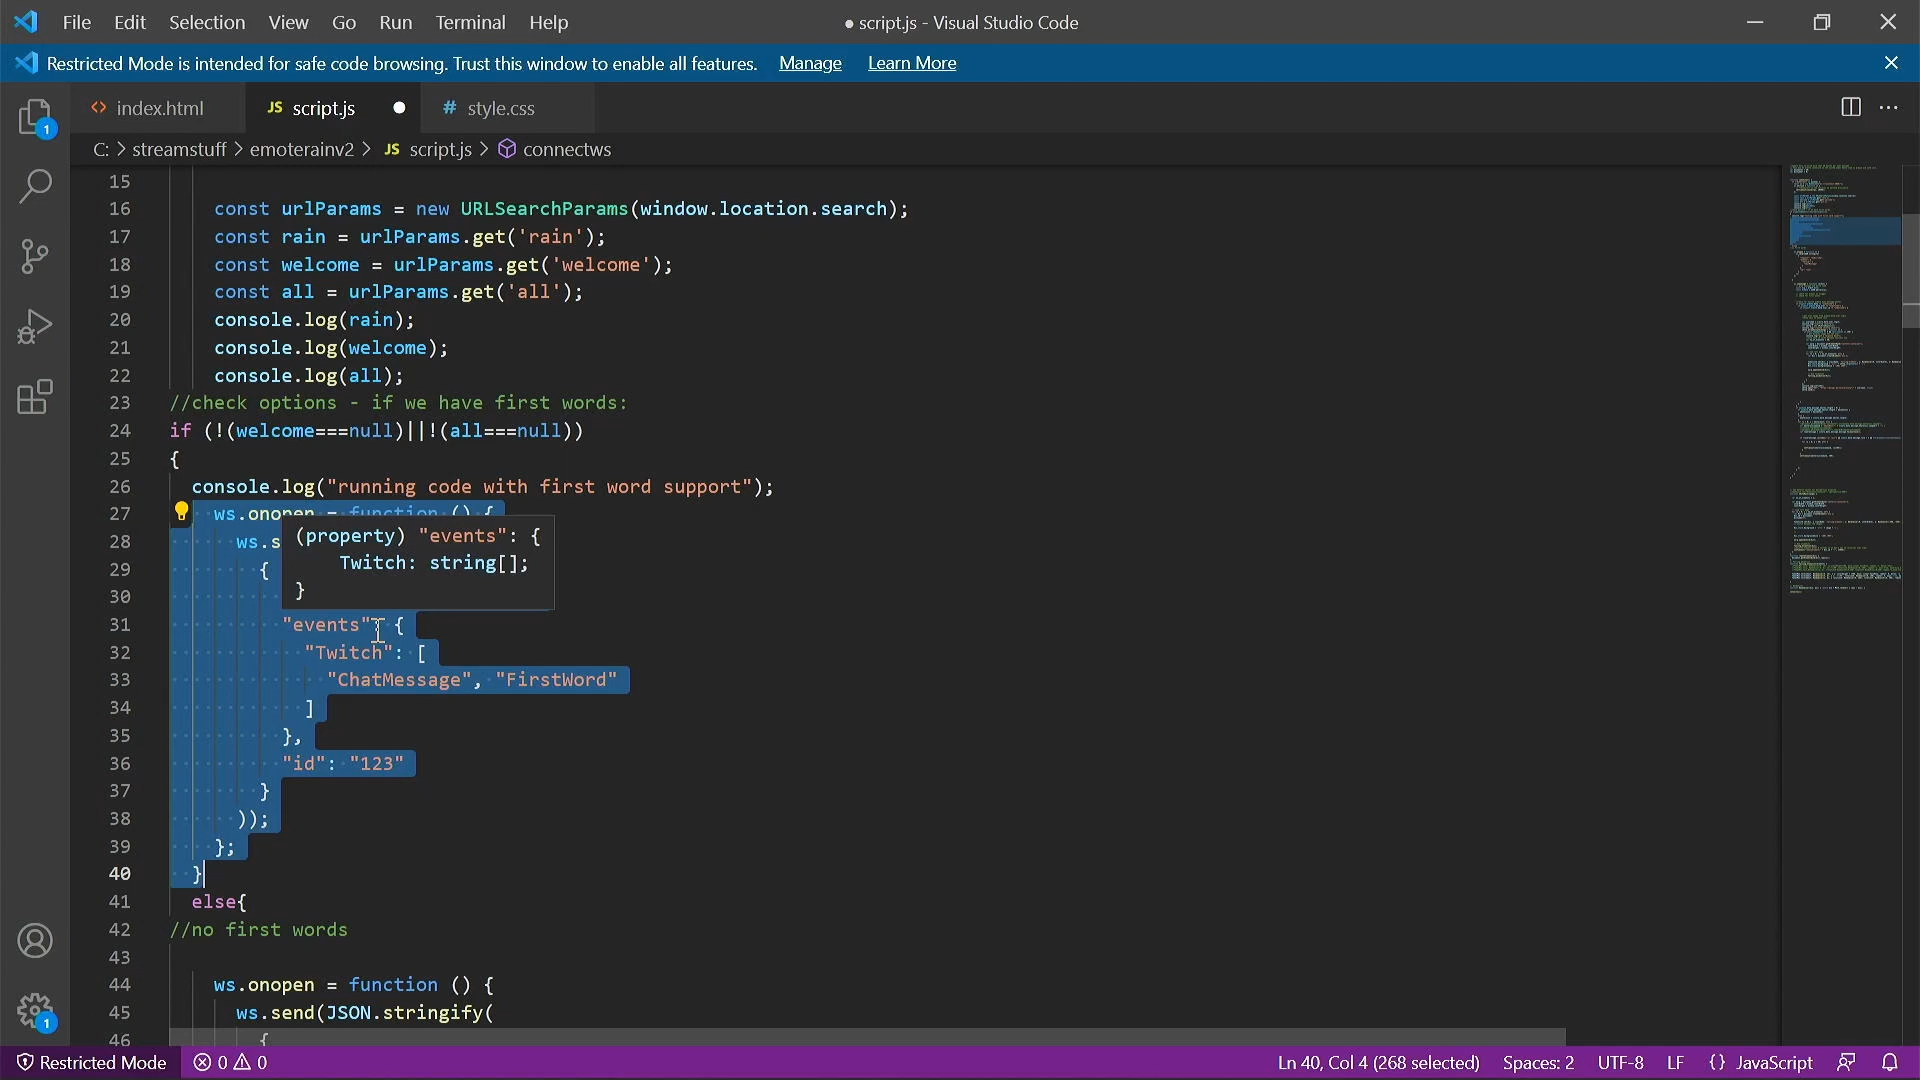 File Edit Selection View Go Run Terminal Help
● script.js - Visual Studio Code
Restricted Mode is intended for safe code browsing. Trust this window to enable all features. Manage Learn More
<> index.html
JS script.js
# style.css
C: > streamstuff > emoterainv2 > JS script.js > connectws
1
15
16 const urlParams = new URLSearchParams(window.location.search);
17 const rain = urlParams.get('rain');
18 const welcome = urlParams.get('welcome');
19 const all = urlParams.get('all');
20 console.log(rain);
21 console.log(welcome);
22 console.log(all);
23 //check options - if we have first words:
24 if (!(welcome===null)||!(all===null))
25 {
26 console.log("running code with first word support");
27 ws.onopen = function () {
28 ws.s
(property) "events": {
Twitch: string[];
}
29 {
30
31 "events": {
32 "Twitch": [
33 "ChatMessage", "FirstWord"
34 ]
35 },
36 "id": "123"
37 }
38 ));
39 };
40 }
41 else{
42 //no first words
43
44 ws.onopen = function () {
45 ws.send(JSON.stringify(
46 {
1
Restricted Mode 0 0 Ln 40, Col 4 (268 selected) Spaces: 2 UTF-8 LF {} JavaScript